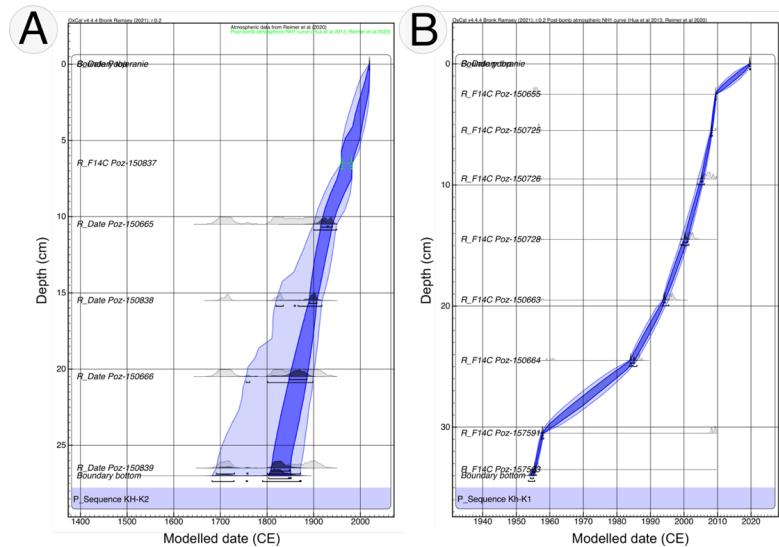 A
OxCal v4.4.4 Bronk Ramsey (2021); r:0.2
Atmospheric data from Reimer et al (2020)
Post-bomb atmospheric NH1 curve (Hua et al 2013, Reimer et al 2020)
0
R_F14C Poz-150837
5
10
R_Date Poz-150665
15
R_Date Poz-150838
20
R_Date Poz-150666
25
R_Date Poz-150839
Boundary bottom
P_Sequence KH-K2
Depth (cm)
1400 1500 1600 1700 1800 1900 2000
Modelled date (CE)
B
OxCal v4.4.4 Bronk Ramsey (2021); r:0.2 Post-bomb atmospheric NH1 curve (Hua et al 2013, Reimer et al 2020)
0
R_F14C Poz-150655
R_F14C Poz-150725
R_F14C Poz-150726
10
R_F14C Poz-150728
R_F14C Poz-150663
20
R_F14C Poz-150664
R_F14C Poz-157591
30
Boundary bottom
P_Sequence Kh-K1
Depth (cm)
1940 1950 1960 1970 1980 1990 2000 2010 2020
Modelled date (CE)